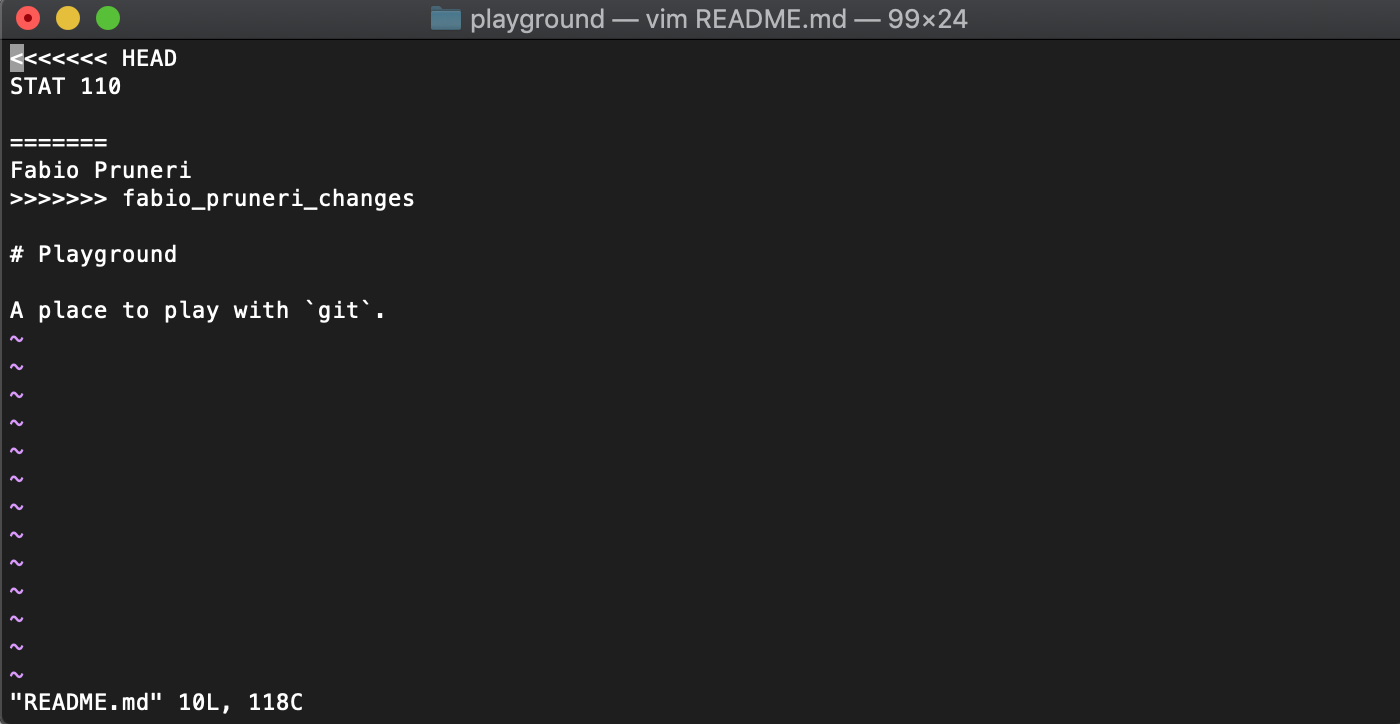 playground — vim README.md — 99×24
<<<<<<< HEAD
STAT 110
=======
Fabio Pruneri
>>>>>>> fabio_pruneri_changes
# Playground
A place to play with `git`.
~
~
~
~
~
~
~
~
~
~
~
~
~
"README.md" 10L, 118C